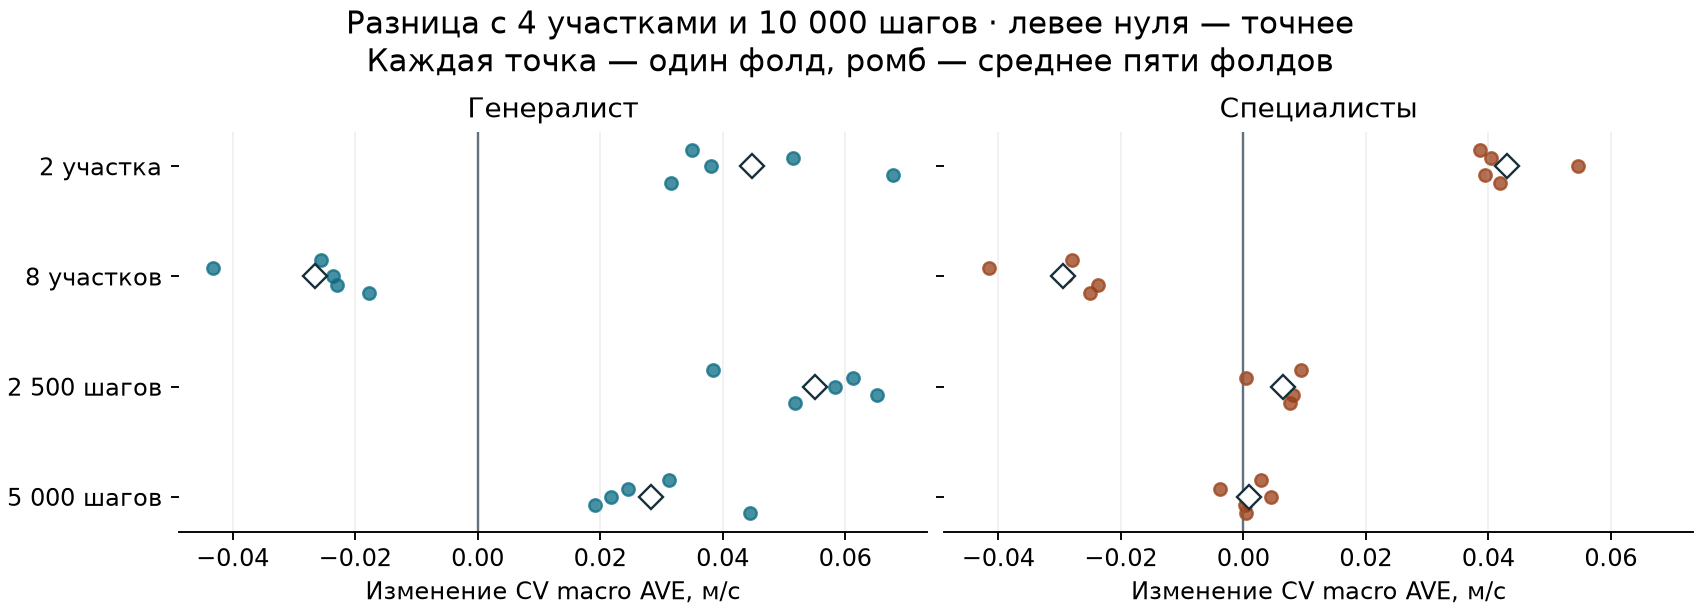 Разница с 4 участками и 10 000 шагов · левее нуля — точнее
Каждая точка — один фолд, ромб — среднее пяти фолдов
Генералист
Специалисты
2 участка
8 участков
2 500 шагов
5 000 шагов
−0.04 −0.02 0.00 0.02 0.04 0.06
−0.04 −0.02 0.00 0.02 0.04 0.06
Изменение CV macro AVE, м/с
Изменение CV macro AVE, м/с